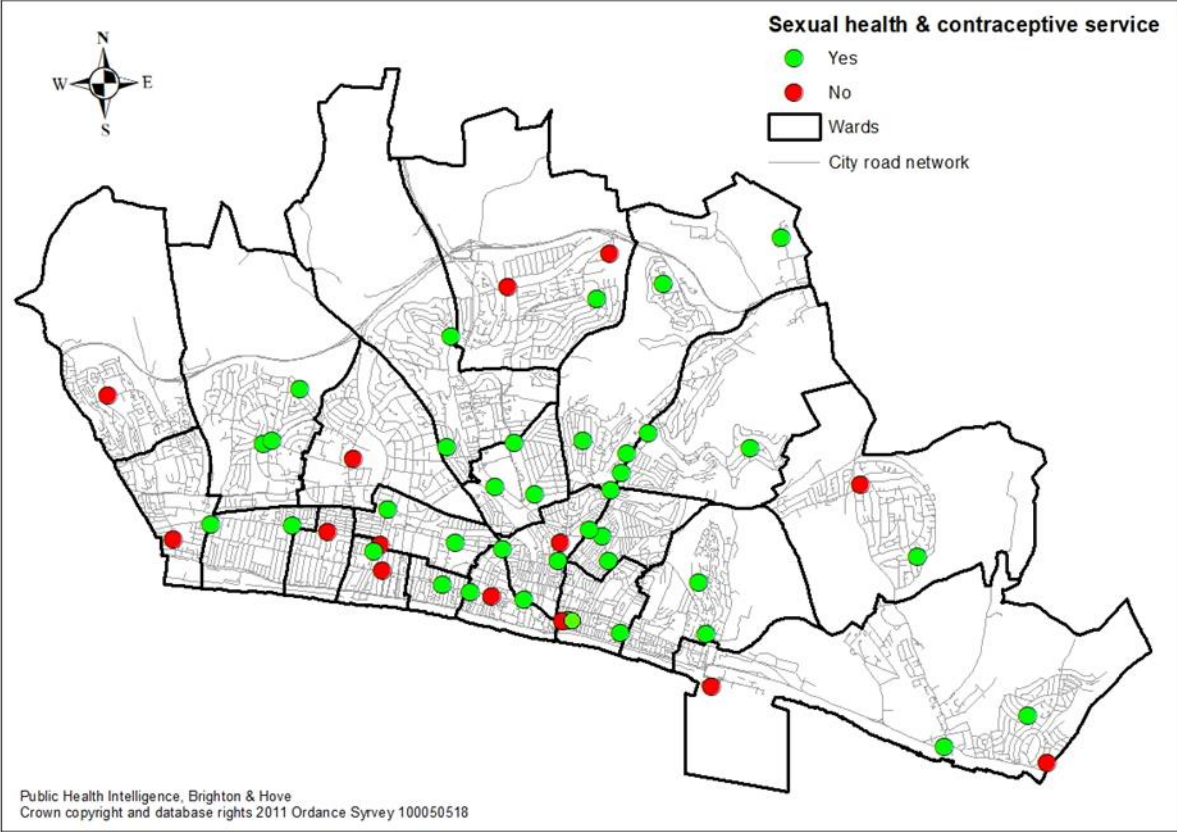 Sexual health & contraceptive service
Yes
No
Wards
City road network
N
W E
S
Public Health Intelligence, Brighton & Hove
Crown copyright and database rights 2011 Ordance Syrvey 100050518